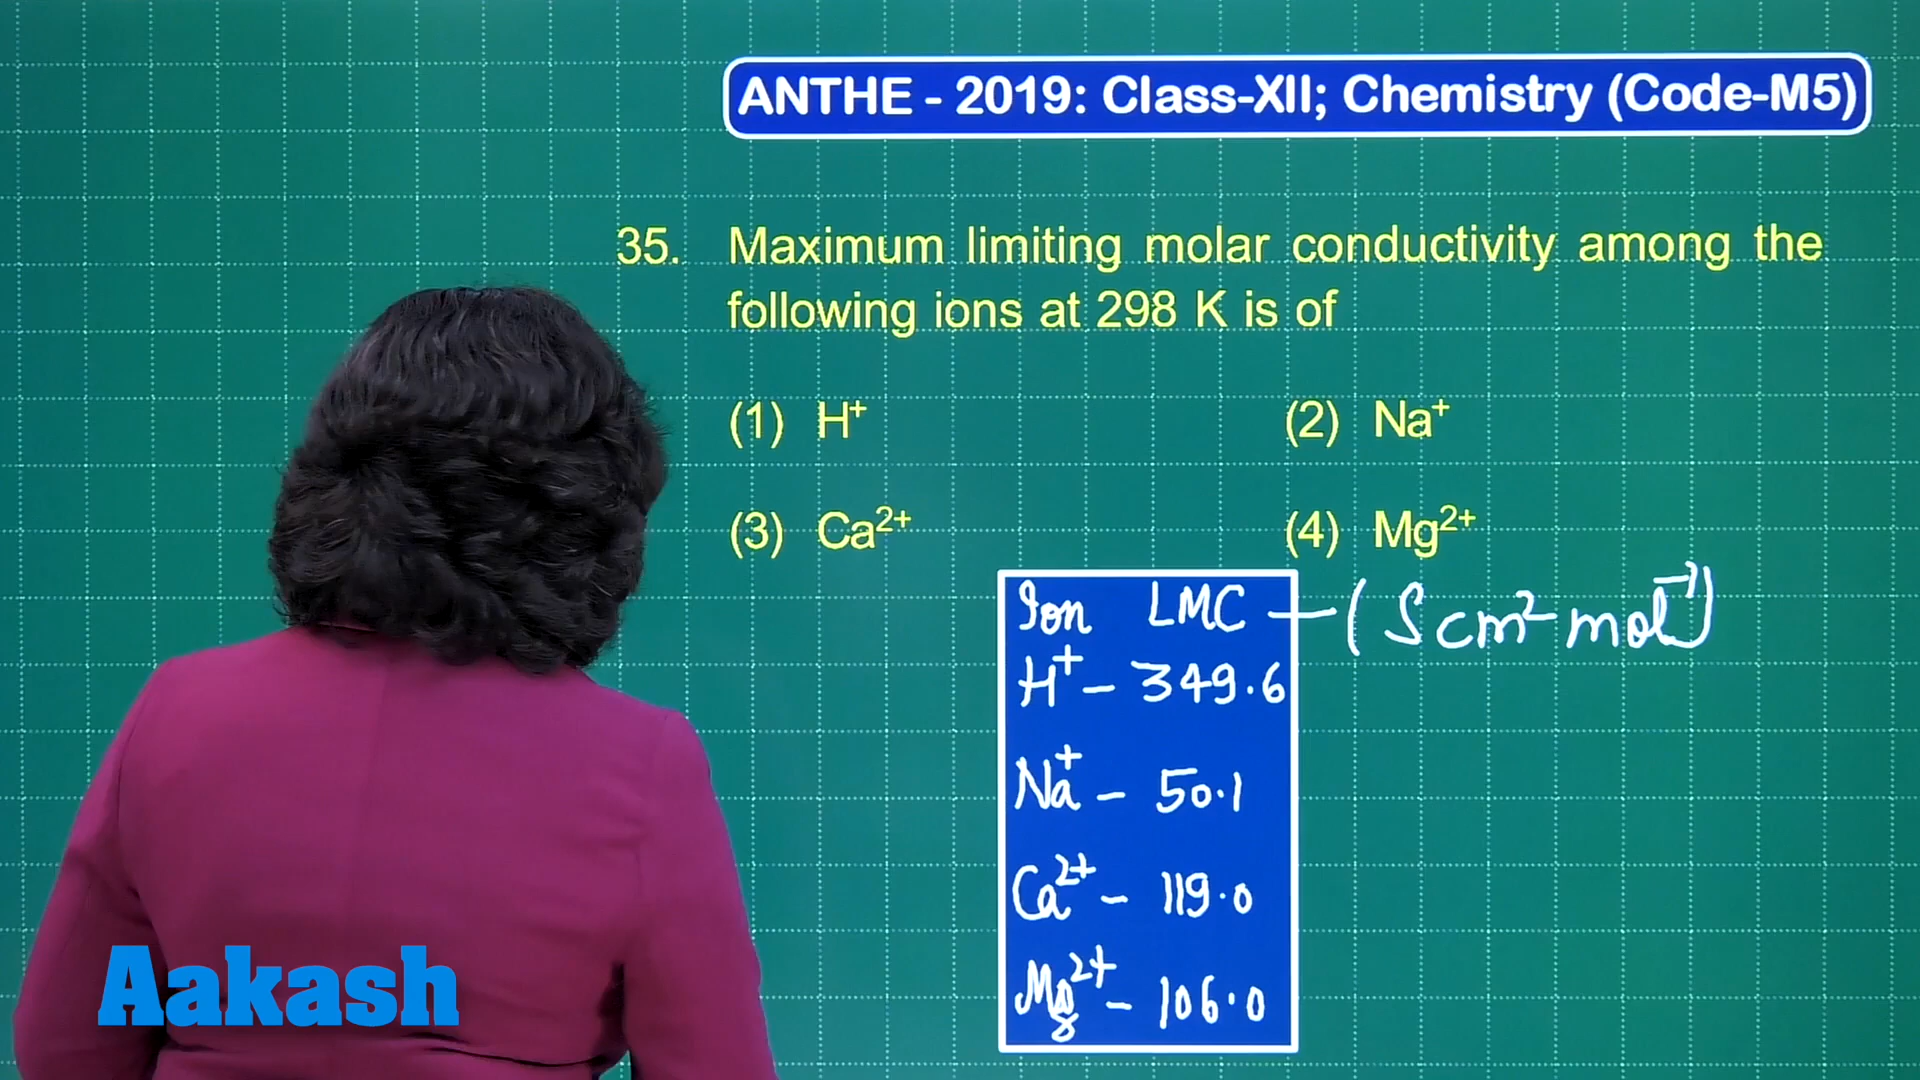 ANTHE - 2019: Class-XII; Chemistry (Code-M5)
35. Maximum limiting molar conductivity among the
following ions at 298 K is of
(1) H⁺ (2) Na⁺
(3) Ca²⁺ (4) Mg²⁺
Ion LMC — (S cm² mol⁻¹)
H⁺ – 349.6
Na⁺ – 50.1
Ca²⁺ – 119.0
Mg²⁺ – 106.0
Aakash